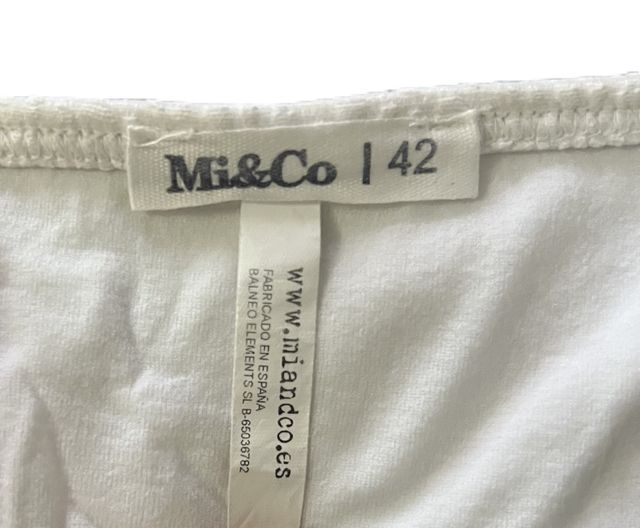 Mi&Co | 42
www.miandco.es
FABRICADO EN ESPAÑA
BALNEO ELEMENTS SL B-65036782